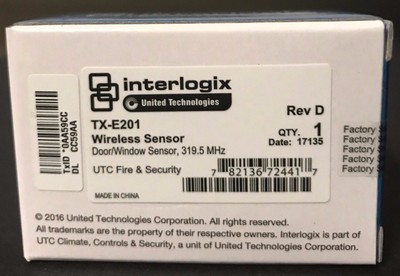 interlogix
United Technologies
TX-E201
Wireless Sensor
Door/Window Sensor, 319.5 MHz
UTC Fire & Security
MADE IN CHINA
Rev D
QTY. 1
Date: 17135
7 82136 72441 7
TxID *0AA59CC
DL CC59AA
Factory
Factory
Factory
Factory
© 2016 United Technologies Corporation. All rights reserved.
All trademarks are the property of their respective owners. Interlogix is part of
UTC Climate, Controls & Security, a unit of United Technologies Corporation.